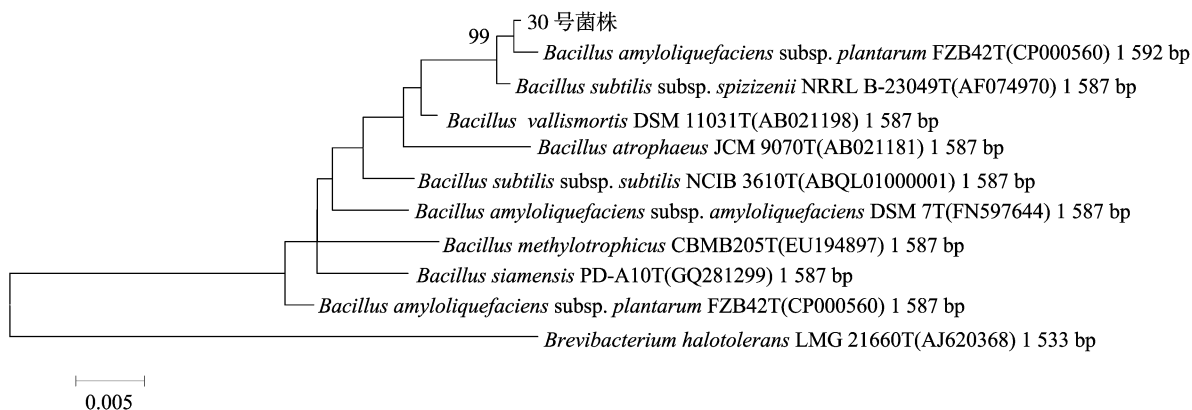 30 号菌株
99
Bacillus amyloliquefaciens subsp. plantarum FZB42T(CP000560) 1 592 bp
Bacillus subtilis subsp. spizizenii NRRL B-23049T(AF074970) 1 587 bp
Bacillus vallismortis DSM 11031T(AB021198) 1 587 bp
Bacillus atrophaeus JCM 9070T(AB021181) 1 587 bp
Bacillus subtilis subsp. subtilis NCIB 3610T(ABQL01000001) 1 587 bp
Bacillus amyloliquefaciens subsp. amyloliquefaciens DSM 7T(FN597644) 1 587 bp
Bacillus methylotrophicus CBMB205T(EU194897) 1 587 bp
Bacillus siamensis PD-A10T(GQ281299) 1 587 bp
Bacillus amyloliquefaciens subsp. plantarum FZB42T(CP000560) 1 587 bp
Brevibacterium halotolerans LMG 21660T(AJ620368) 1 533 bp
0.005